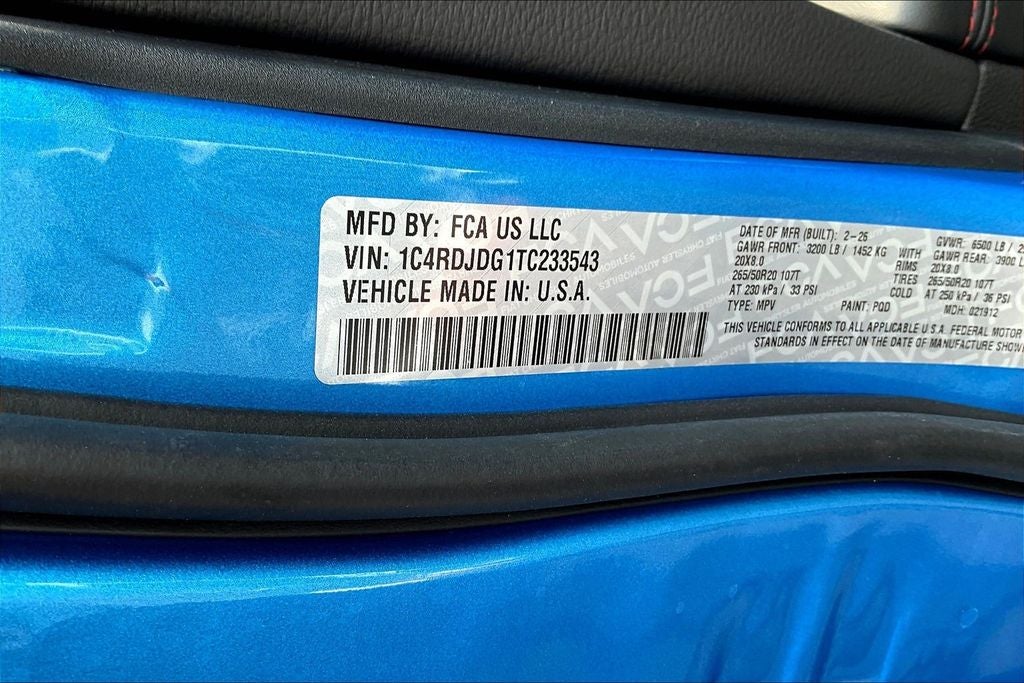 MFD BY: FCA US LLC
VIN: 1C4RDJDG1TC233543
VEHICLE MADE IN: U.S.A.
DATE OF MFR (BUILT): 2-26
GVWR: 6500 LB /
GAWR FRONT: 3200 LB / 1452 KG WITH GAWR REAR: 3900 LB
20X8.0 RIMS 20X8.0
265/50R20 107T TIRES 265/50R20 107T
AT 230 kPa / 33 PSI COLD AT 250 kPa / 36 PSI
TYPE: MPV PAINT: PQD MDH: 021912
THIS VEHICLE CONFORMS TO ALL APPLICABLE U.S.A. FEDERAL MOTOR
STANDARDS IN EFFECT ON THE DATE OF MANUFACTURE SHOW